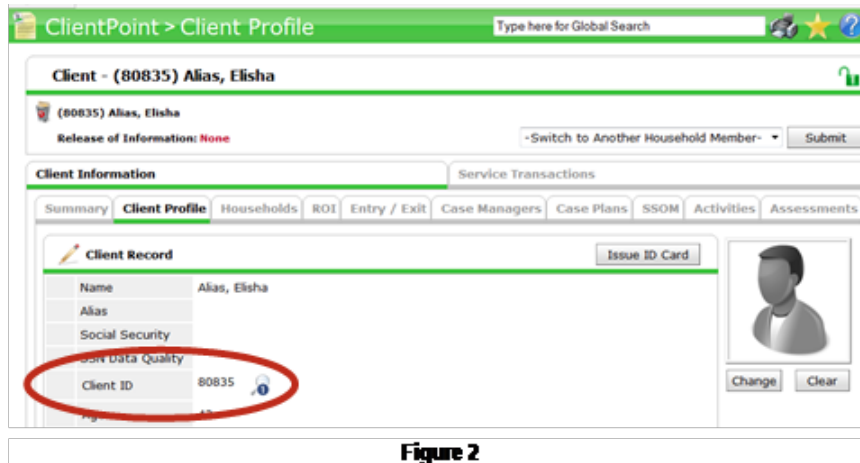 ClientPoint > Client Profile
Type here for Global Search
Client - (80835) Alias, Elisha
(80835) Alias, Elisha
Release of Information: None
-Switch to Another Household Member-
Submit
Client Information
Service Transactions
Summary
Client Profile
Households
ROI
Entry / Exit
Case Managers
Case Plans
SSOM
Activities
Assessments
Client Record
Issue ID Card
Name
Alias, Elisha
Alias
Social Security
SSN Data Quality
Client ID
80835
Change
Clear
Figure 2